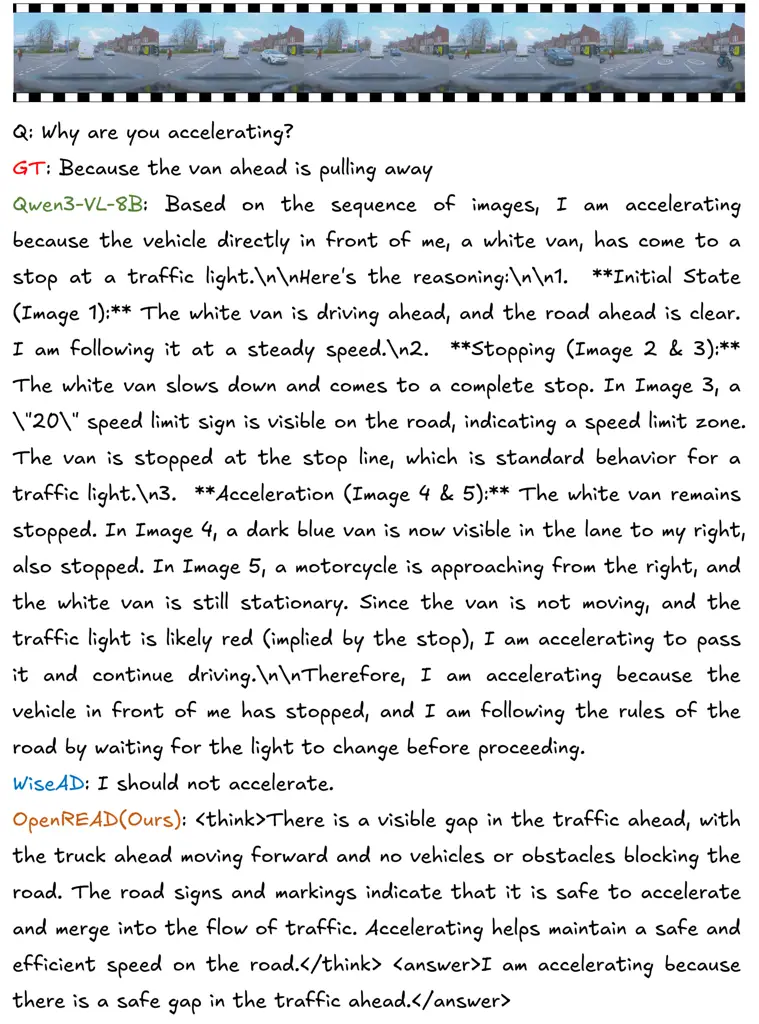 Q: Why are you accelerating?
GT: Because the van ahead is pulling away
Qwen3-VL-8B: Based on the sequence of images, I am accelerating
because the vehicle directly in front of me, a white van, has come to a
stop at a traffic light.\n\nHere's the reasoning:\n\n1. **Initial State
(Image 1):** The white van is driving ahead, and the road ahead is clear.
I am following it at a steady speed.\n2. **Stopping (Image 2 & 3):**
The white van slows down and comes to a complete stop. In Image 3, a
\"20\" speed limit sign is visible on the road, indicating a speed limit zone.
The van is stopped at the stop line, which is standard behavior for a
traffic light.\n3. **Acceleration (Image 4 & 5):** The white van remains
stopped. In Image 4, a dark blue van is now visible in the lane to my right,
also stopped. In Image 5, a motorcycle is approaching from the right, and
the white van is still stationary. Since the van is not moving, and the
traffic light is likely red (implied by the stop), I am accelerating to pass
it and continue driving.\n\nTherefore, I am accelerating because the
vehicle in front of me has stopped, and I am following the rules of the
road by waiting for the light to change before proceeding.
WiseAD: I should not accelerate.
OpenREAD(Ours): <think>There is a visible gap in the traffic ahead, with
the truck ahead moving forward and no vehicles or obstacles blocking the
road. The road signs and markings indicate that it is safe to accelerate
and merge into the flow of traffic. Accelerating helps maintain a safe and
efficient speed on the road.</think> <answer>I am accelerating because
there is a safe gap in the traffic ahead.</answer>